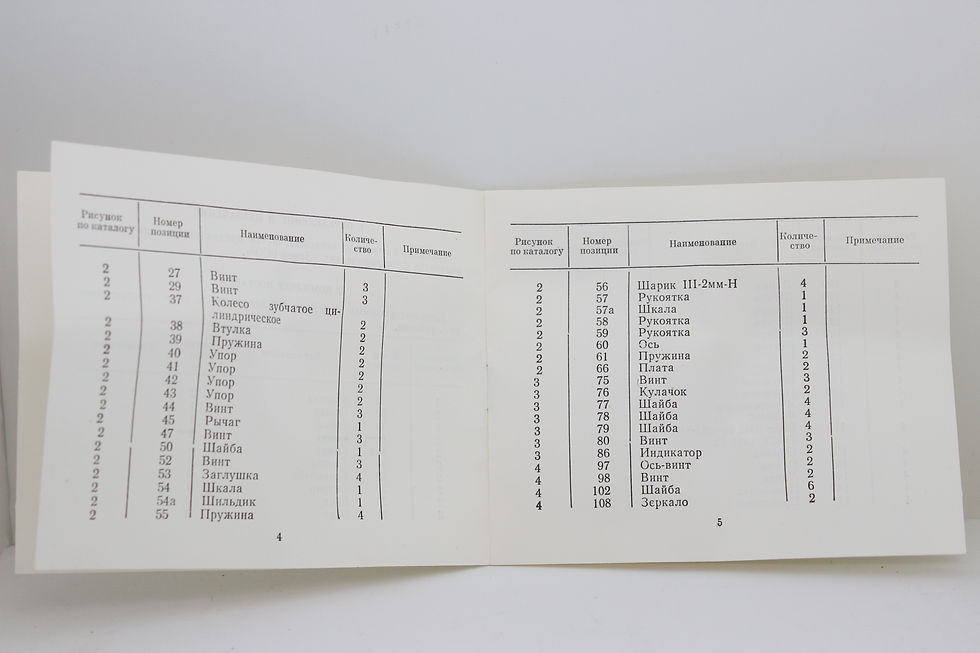 Рисунок по каталогу Номер позиции Наименование Количе-ство Примечание
2 27 Винт 3
2 29 Винт 3
2 37 Колесо зубчатое ци-
линдрическое 2
2 38 Втулка 2
2 39 Пружина 2
2 40 Упор 2
2 41 Упор 2
2 42 Упор 2
2 43 Упор 2
2 44 Винт 3
2 45 Рычаг 1
2 47 Винт 3
2 50 Шайба 1
2 52 Винт 3
2 53 Заглушка 4
2 54 Шкала 1
2 54а Шильдик 1
2 55 Пружина 4
4
Рисунок по каталогу Номер позиции Наименование Количе-ство Примечание
2 56 Шарик III-2мм-Н 4
2 57 Рукоятка 1
2 57а Шкала 1
2 58 Рукоятка 1
2 59 Рукоятка 3
2 60 Ось 1
2 61 Пружина 2
2 66 Плата 2
3 75 Винт 3
3 76 Кулачок 2
3 77 Шайба 4
3 78 Шайба 4
3 79 Шайба 4
3 80 Винт 3
3 86 Индикатор 2
4 97 Ось-винт 2
4 98 Винт 2
4 102 Шайба 6
4 108 Зеркало 2
5